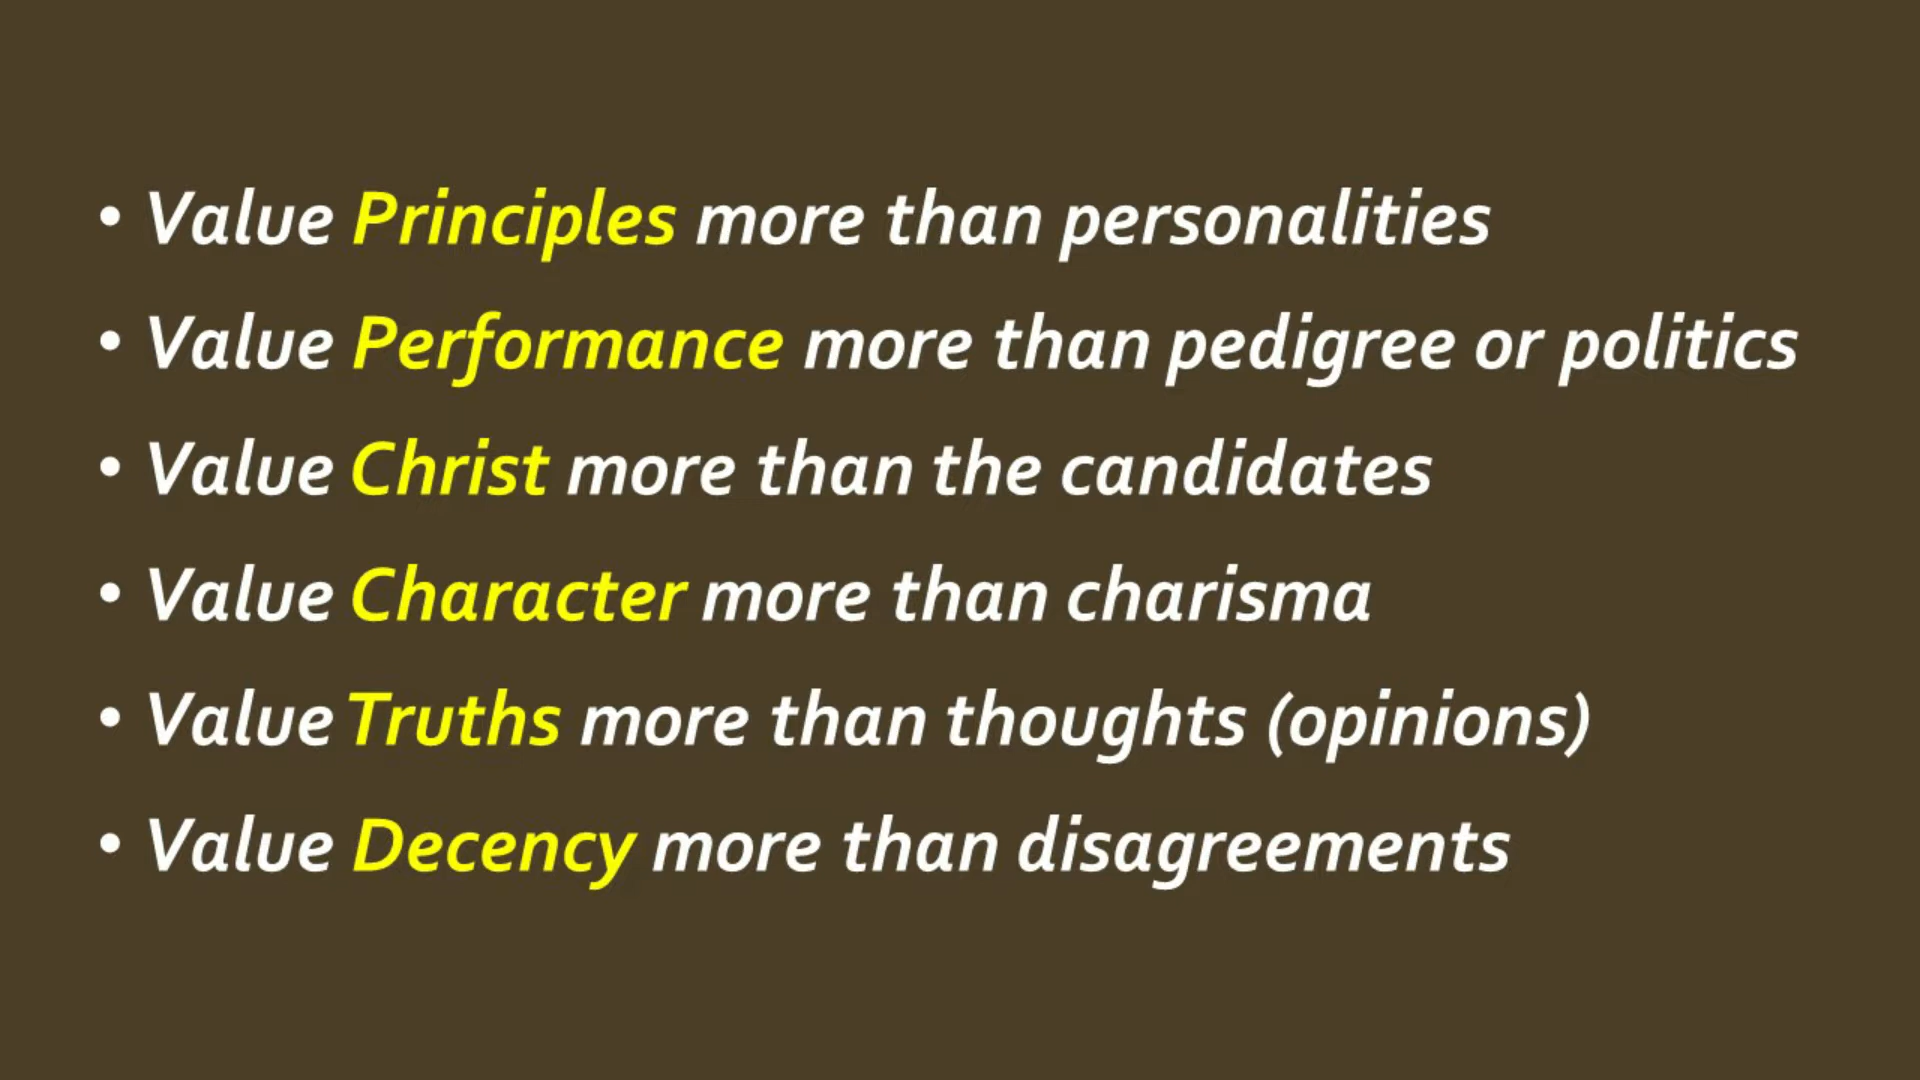 • Value Principles more than personalities
• Value Performance more than pedigree or politics
• Value Christ more than the candidates
• Value Character more than charisma
• Value Truths more than thoughts (opinions)
• Value Decency more than disagreements